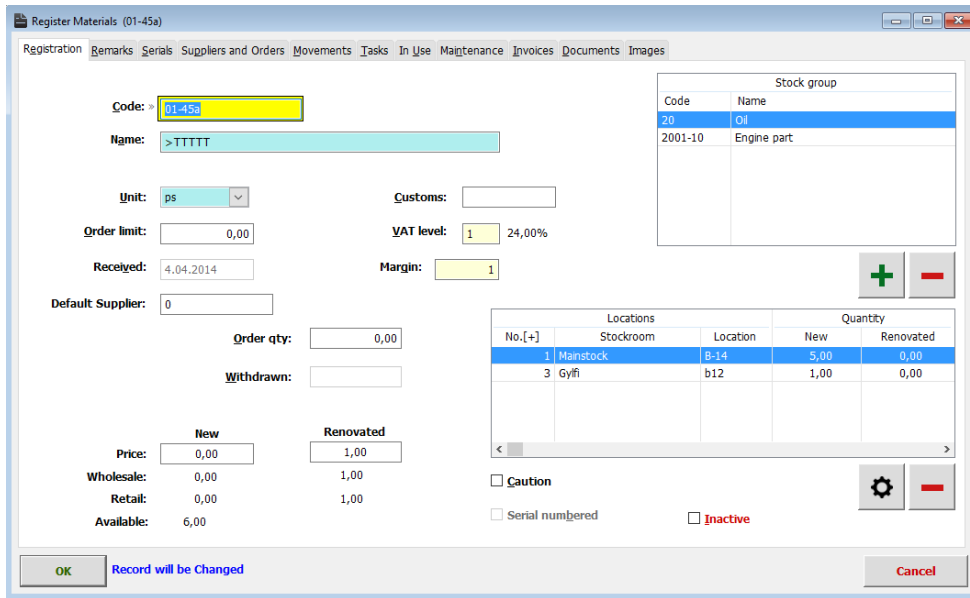 Register Materials (01-45a)
Registration Remarks Serials Suppliers and Orders Movements Tasks In Use Maintenance Invoices Documents Images
Stock group
Code Name
20 Oil
2001-10 Engine part
Code: » 01-45a
Name: >TTTTT
Unit: ps
Customs:
Order limit: 0,00
VAT level: 1 24,00%
Received: 4.04.2014
Margin: 1
Default Supplier: 0
Order qty: 0,00
Withdrawn:
Locations Quantity
No.[+] Stockroom Location New Renovated
1 Mainstock B-14 5,00 0,00
3 Gylfi b12 1,00 0,00
New Renovated
Price: 0,00 1,00
Wholesale: 0,00 1,00
Retail: 0,00 1,00
Available: 6,00
Caution
Serial numbered
Inactive
OK Record will be Changed Cancel